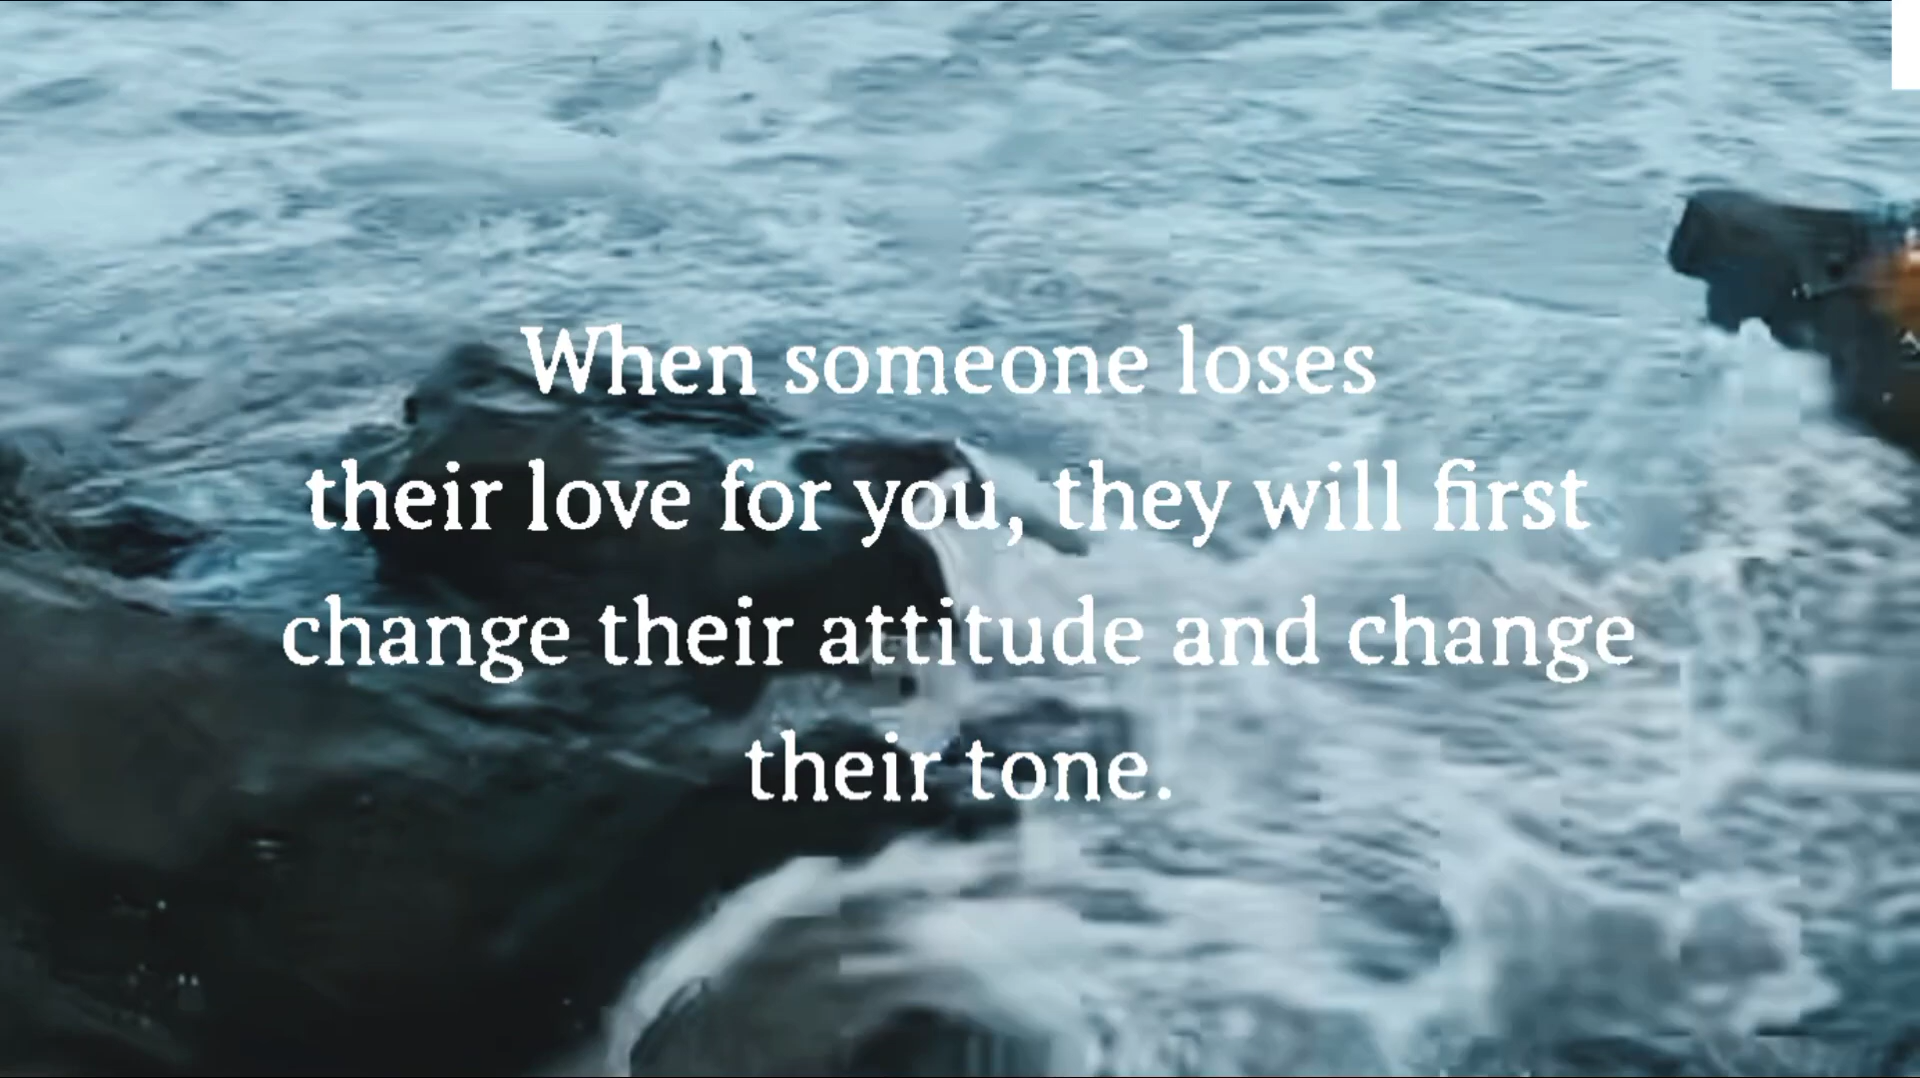 When someone loses
their love for you, they will first
change their attitude and change
their tone.